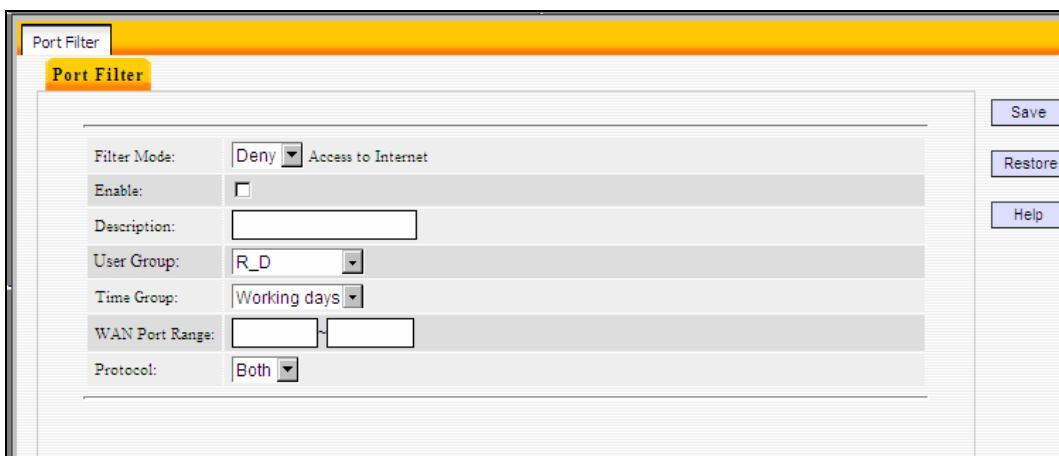 Port Filter
Port Filter
Save
Filter Mode: Deny Access to Internet
Restore
Enable:
Help
Description:
User Group: R_D
Time Group: Working days
WAN Port Range: ~
Protocol: Both